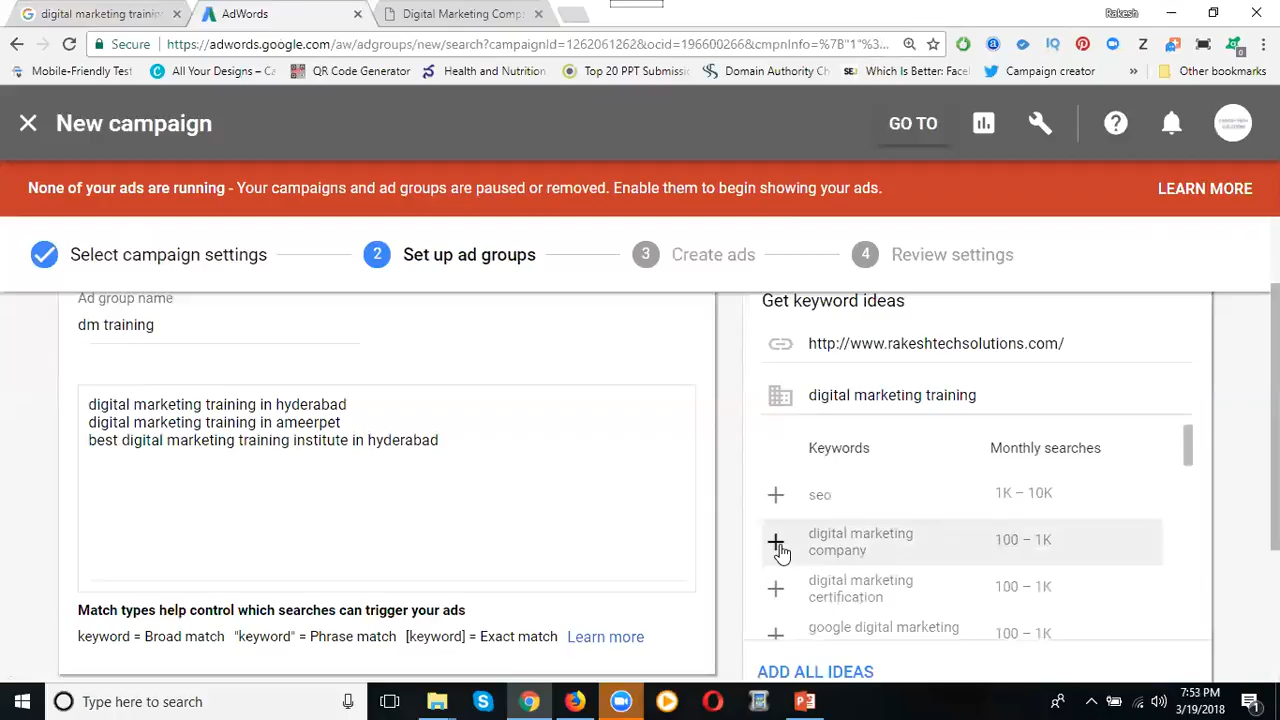 digital marketing trainin
AdWords
Digital Marketing Comp
Rakesh
Secure
https://adwords.google.com/aw/adgroups/new/search?campaignId=1262061262&ocid=196600266&cmpnInfo=%7B"1"%3...
Mobile-Friendly Test
All Your Designs – Ca
QR Code Generator
Health and Nutrition
Top 20 PPT Submissio
Domain Authority Ch
Which Is Better: Facel
Campaign creator
»
Other bookmarks
New campaign
GO TO
None of your ads are running - Your campaigns and ad groups are paused or removed. Enable them to begin showing your ads.
LEARN MORE
Select campaign settings
2
Set up ad groups
3
Create ads
4
Review settings
Ad group name
dm training
digital marketing training in hyderabad
digital marketing training in ameerpet
best digital marketing training institute in hyderabad
Match types help control which searches can trigger your ads
keyword = Broad match "keyword" = Phrase match [keyword] = Exact match Learn more
Get keyword ideas
http://www.rakeshtechsolutions.com/
digital marketing training
Keywords
Monthly searches
seo
1K – 10K
digital marketing
company
100 – 1K
digital marketing
certification
100 – 1K
google digital marketing
100 – 1K
ADD ALL IDEAS
Type here to search
7:53 PM
3/19/2018